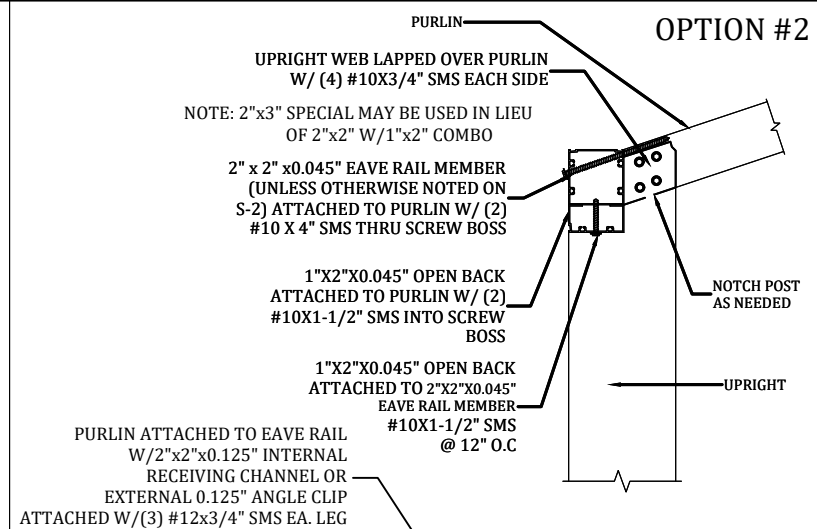 PURLIN
OPTION #2
UPRIGHT WEB LAPPED OVER PURLIN
W/ (4) #10X3/4" SMS EACH SIDE
NOTE: 2"x3" SPECIAL MAY BE USED IN LIEU
OF 2"x2" W/1"x2" COMBO
2" x 2" x0.045" EAVE RAIL MEMBER
(UNLESS OTHERWISE NOTED ON
S-2) ATTACHED TO PURLIN W/ (2)
#10 X 4" SMS THRU SCREW BOSS
1"X2"X0.045" OPEN BACK
ATTACHED TO PURLIN W/ (2)
#10X1-1/2" SMS INTO SCREW
BOSS
NOTCH POST
AS NEEDED
1"X2"X0.045" OPEN BACK
ATTACHED TO 2"X2"X0.045"
EAVE RAIL MEMBER
#10X1-1/2" SMS
@ 12" O.C
UPRIGHT
PURLIN ATTACHED TO EAVE RAIL
W/2"x2"x0.125" INTERNAL
RECEIVING CHANNEL OR
EXTERNAL 0.125" ANGLE CLIP
ATTACHED W/(3) #12x3/4" SMS EA. LEG